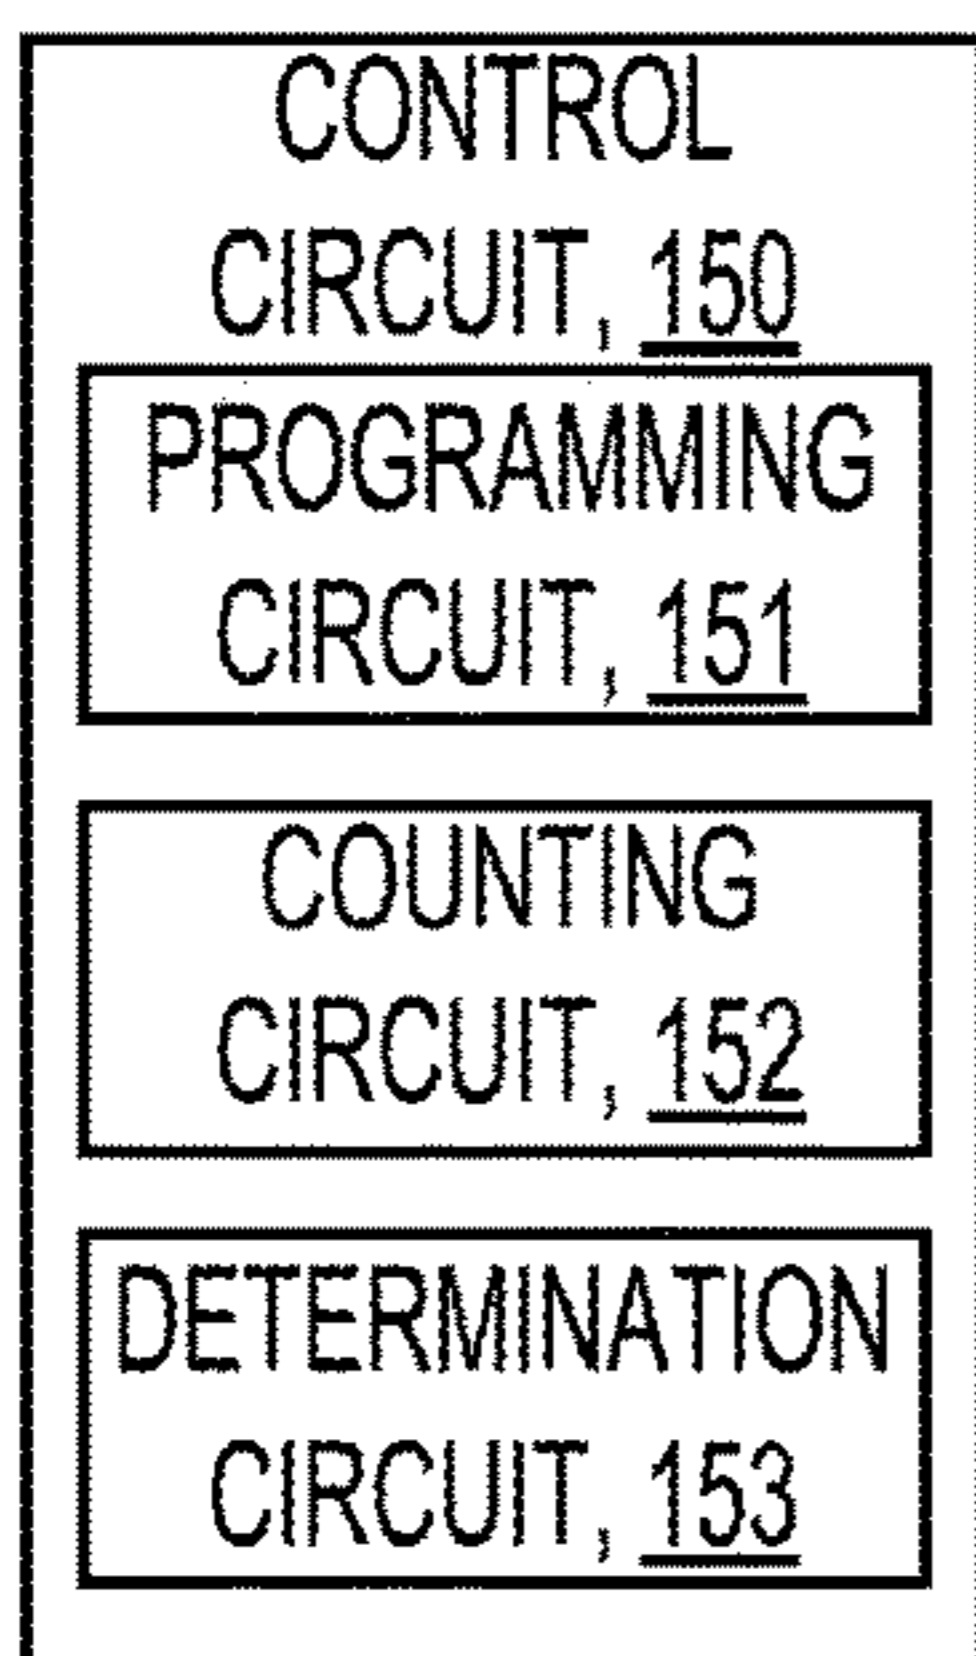 CONTROL
CIRCUIT, 150
PROGRAMMING
CIRCUIT, 151
COUNTING
CIRCUIT, 152
DETERMINATION
CIRCUIT, 153